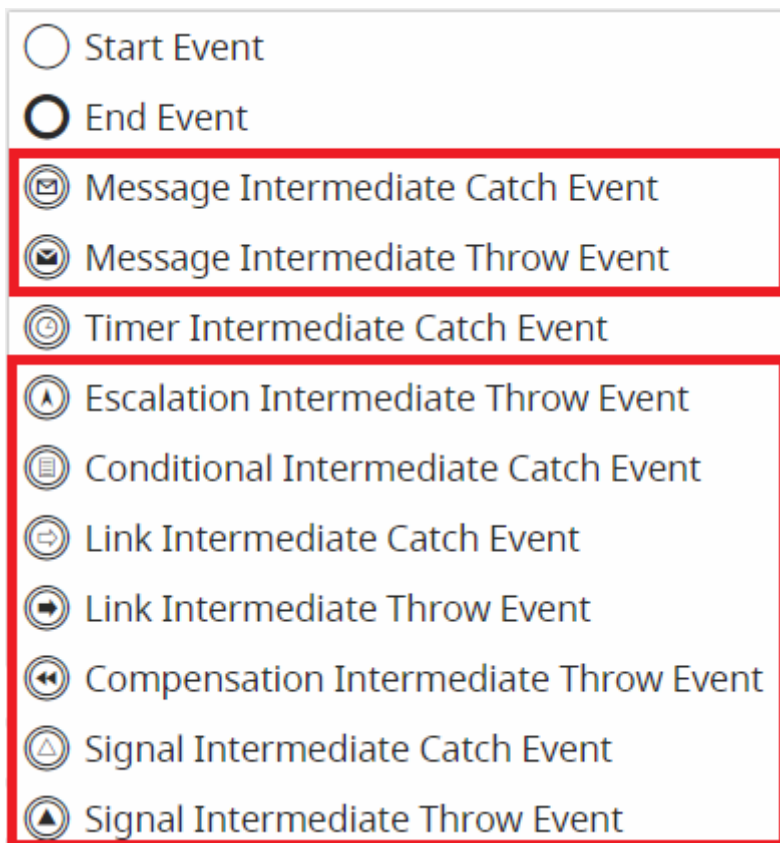 Start Event
End Event
Message Intermediate Catch Event
Message Intermediate Throw Event
Timer Intermediate Catch Event
Escalation Intermediate Throw Event
Conditional Intermediate Catch Event
Link Intermediate Catch Event
Link Intermediate Throw Event
Compensation Intermediate Throw Event
Signal Intermediate Catch Event
Signal Intermediate Throw Event